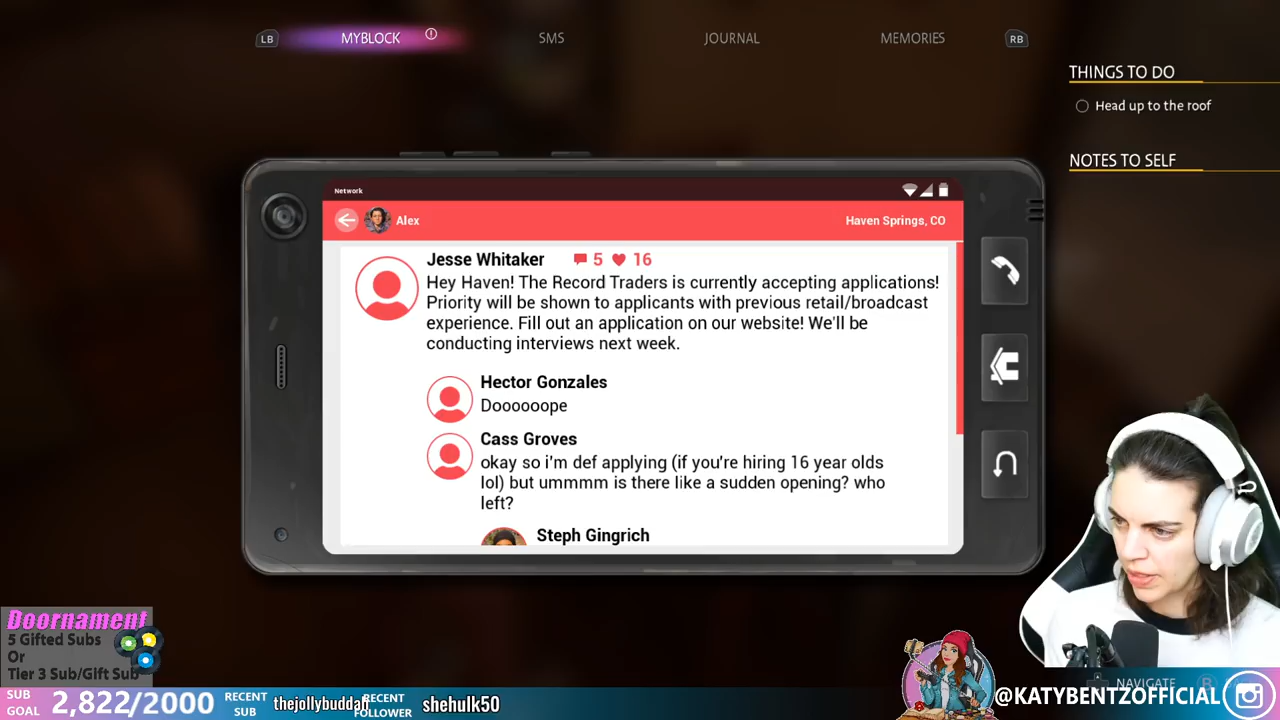 LB
MYBLOCK
SMS
JOURNAL
MEMORIES
RB
THINGS TO DO
Head up to the roof
NOTES TO SELF
Network
Alex
Haven Springs, CO
Jesse Whitaker 5 16
Hey Haven! The Record Traders is currently accepting applications!
Priority will be shown to applicants with previous retail/broadcast
experience. Fill out an application on our website! We'll be
conducting interviews next week.
Hector Gonzales
Doooooope
Cass Groves
okay so i'm def applying (if you're hiring 16 year olds
lol) but ummmm is there like a sudden opening? who
left?
Steph Gingrich
Doornament
5 Gifted Subs
Or
Tier 3 Sub/Gift Sub
SUB
GOAL
2,822/2000
RECENT
SUB
thejollybuddah
RECENT
FOLLOWER
shehulk50
NAVIGATE
@KATYBENTZOFFICIAL